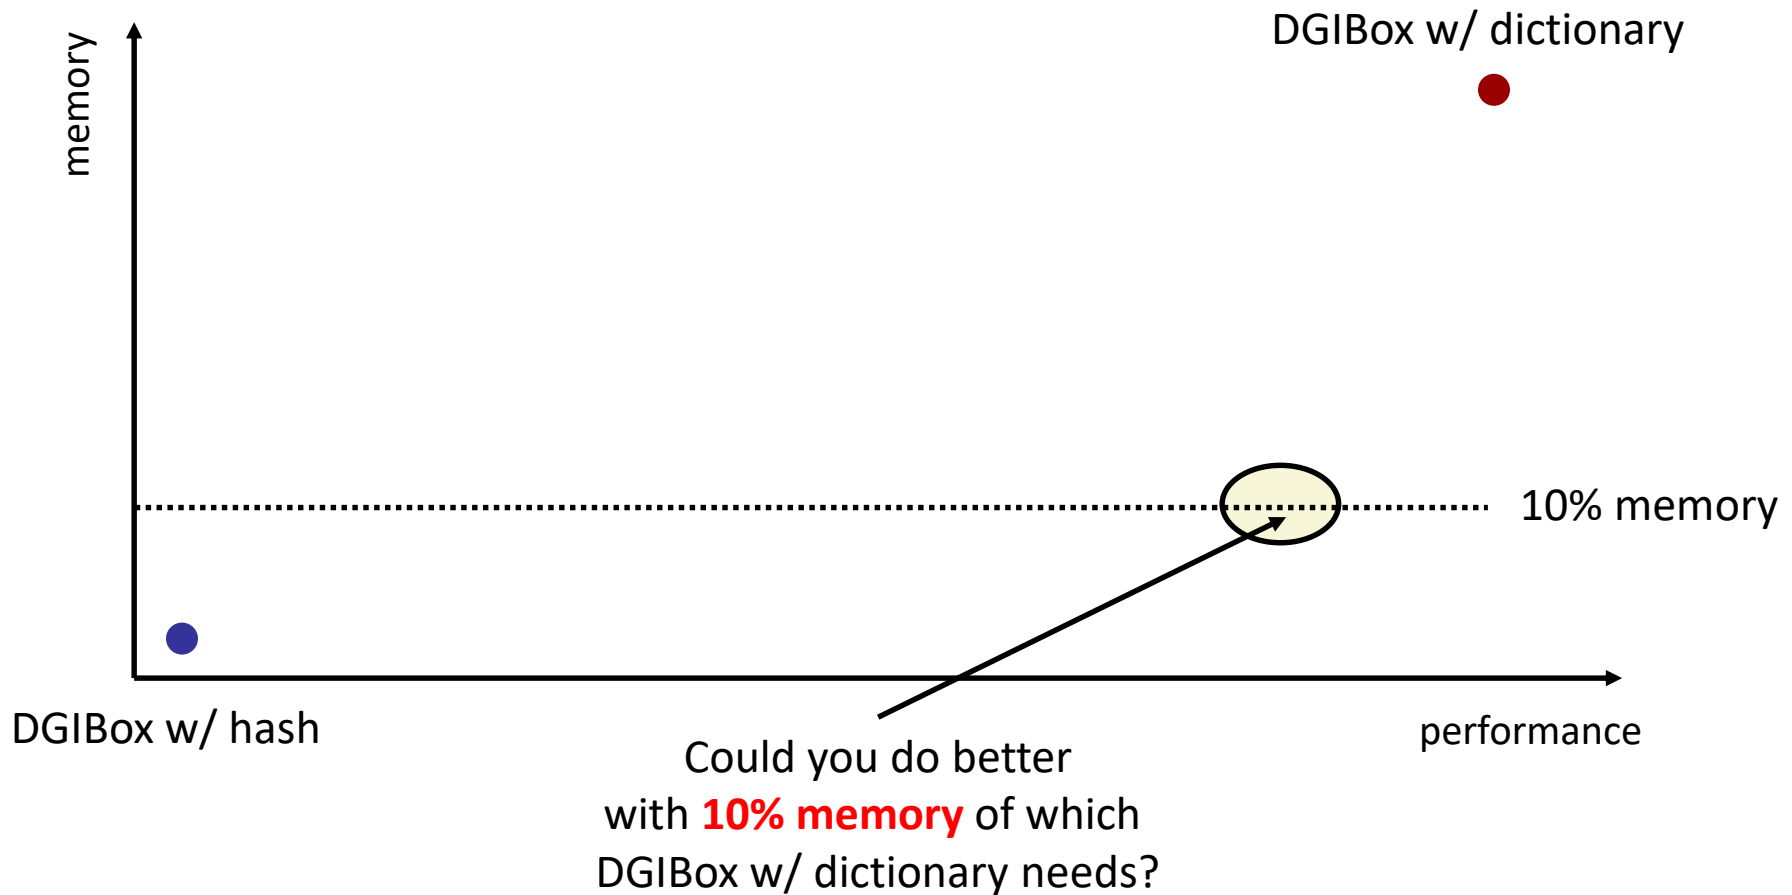 DGIBox w/ dictionary
memory
10% memory
DGIBox w/ hash
performance
Could you do better
with 10% memory of which
DGIBox w/ dictionary needs?